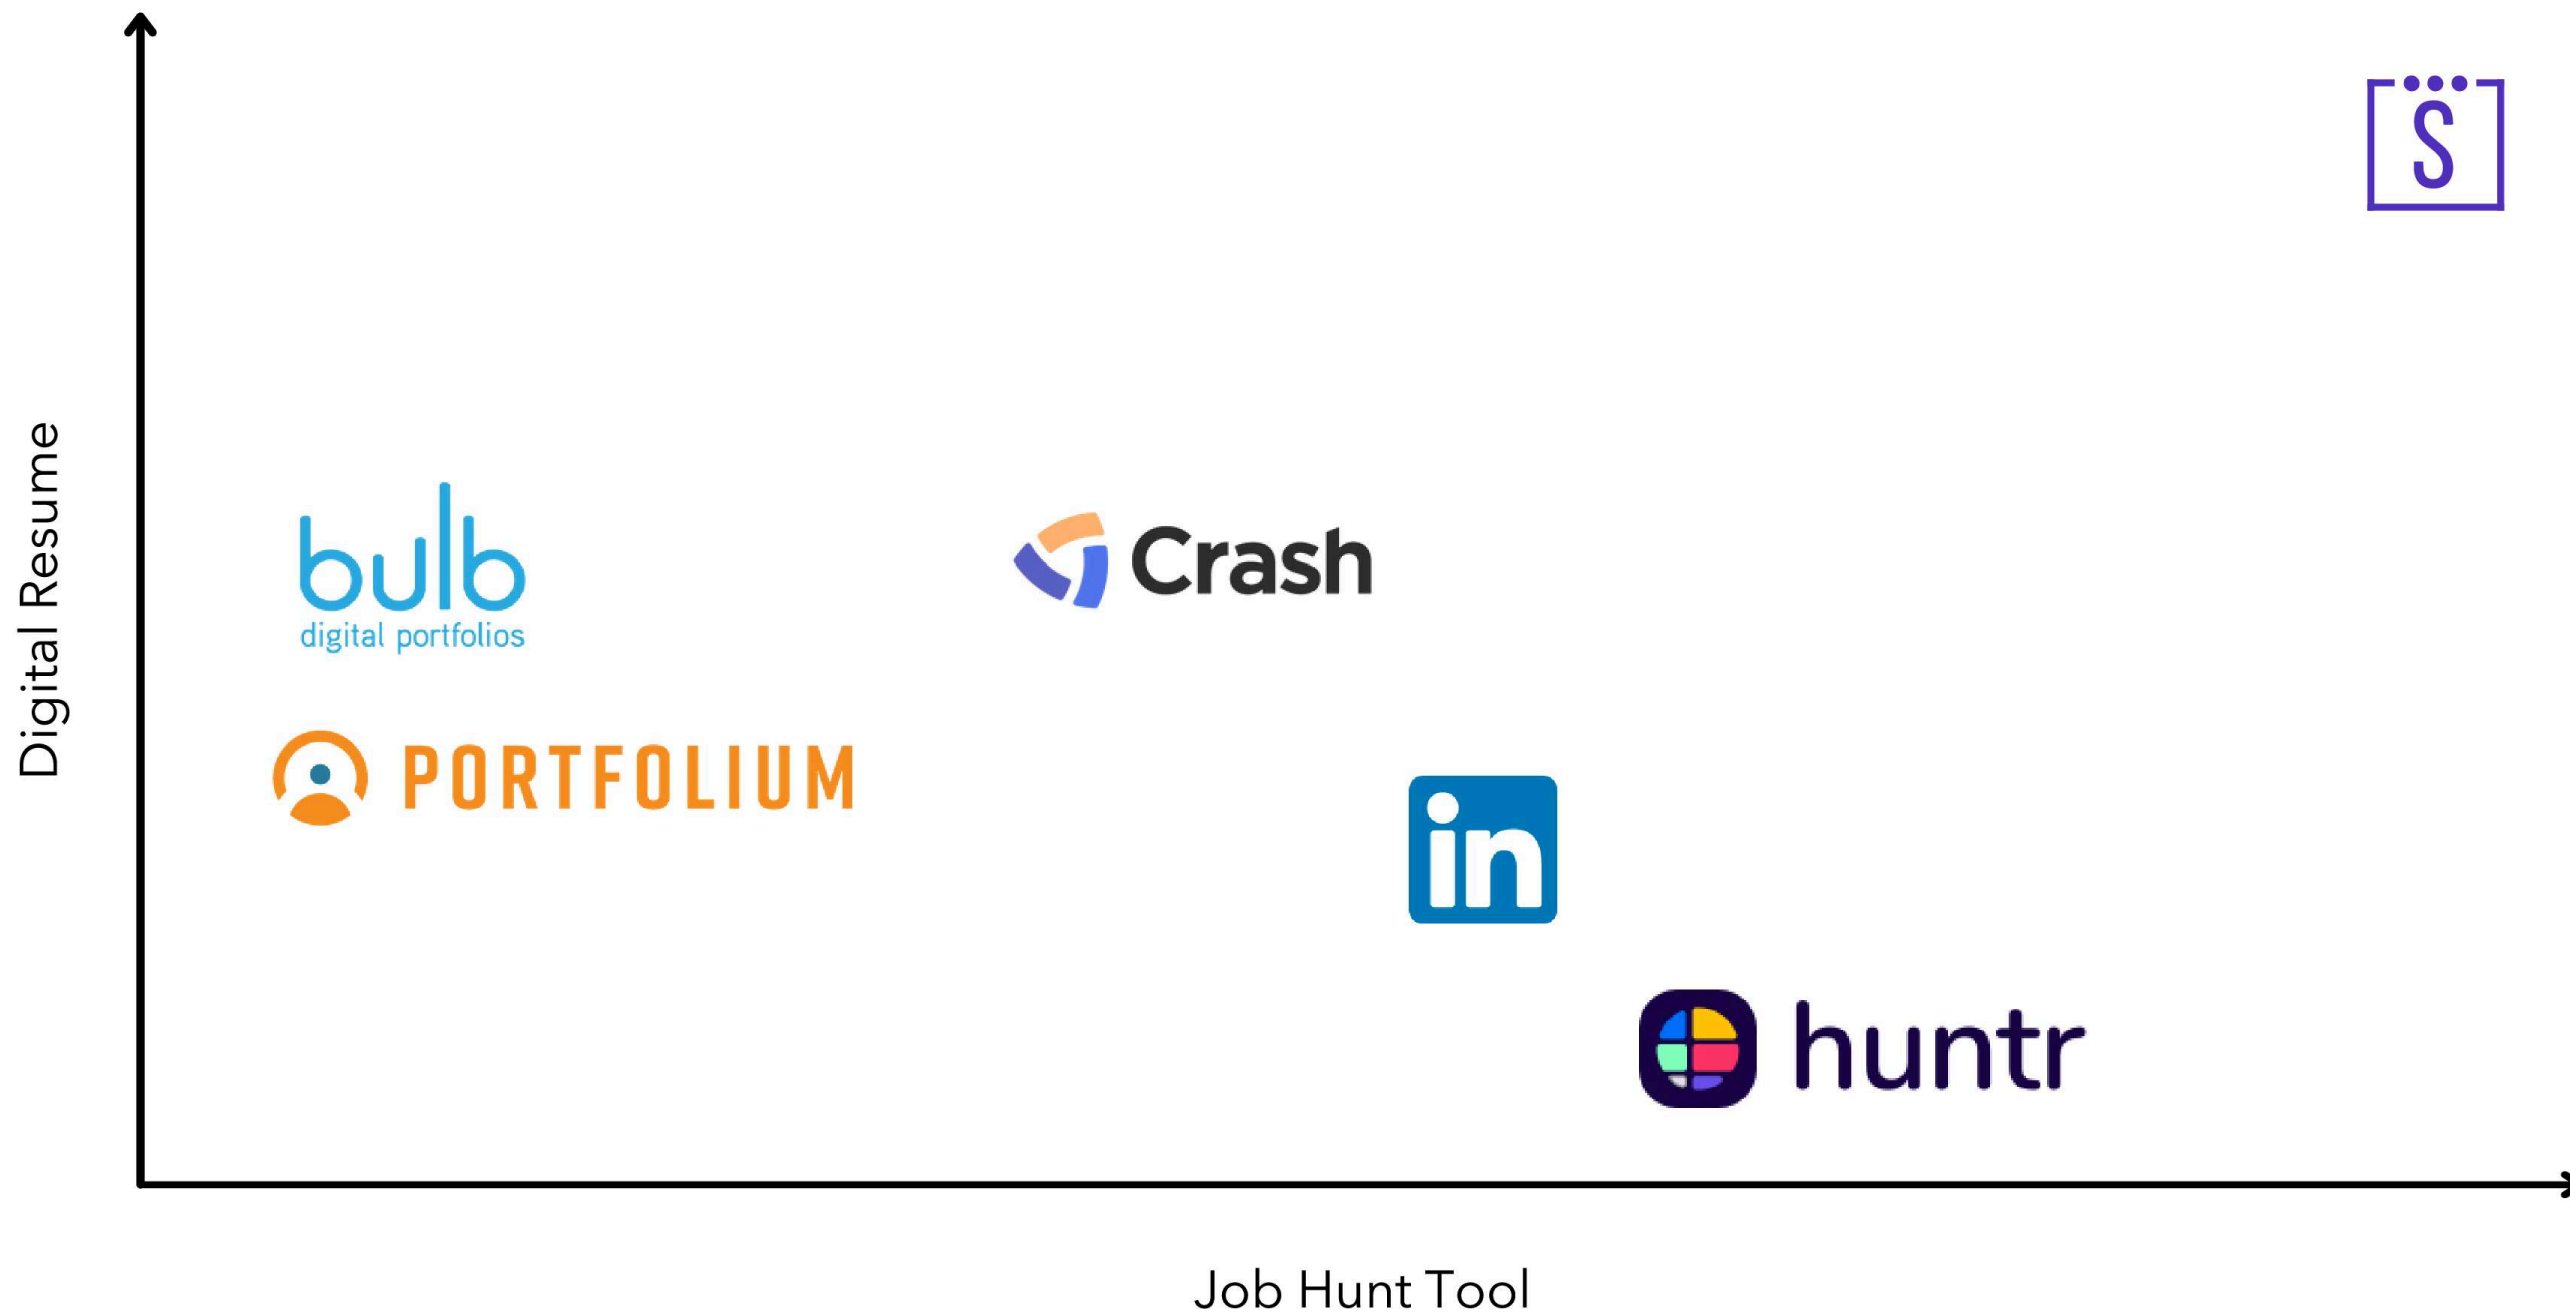 S
Digital Resume
bulb
digital portfolios
Crash
PORTFOLIUM
in
huntr
Job Hunt Tool